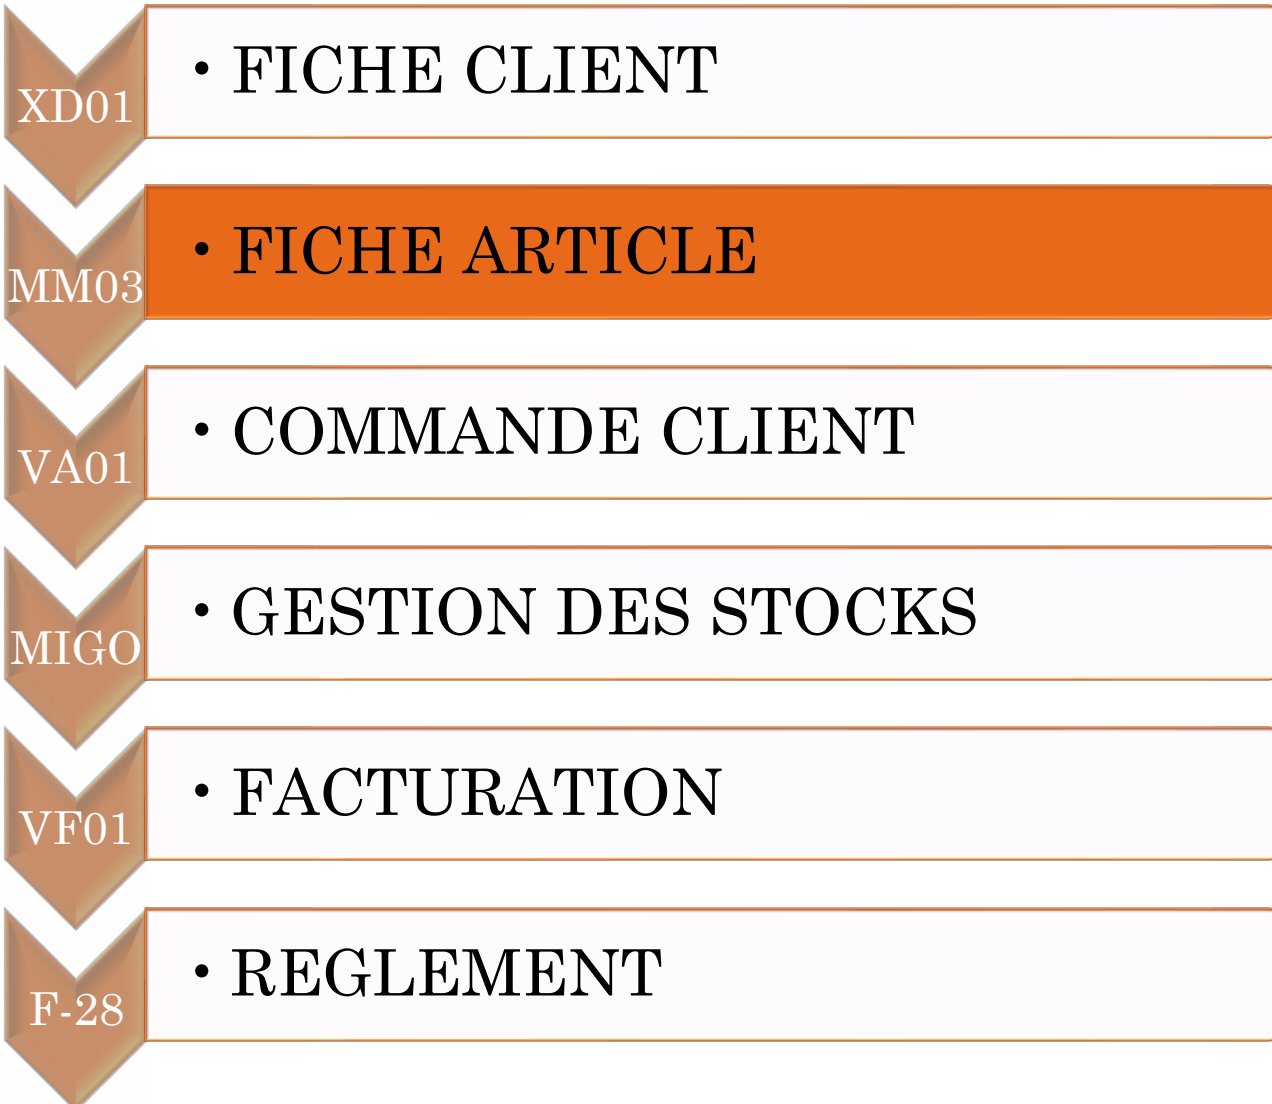 XD01
• FICHE CLIENT
MM03
• FICHE ARTICLE
VA01
• COMMANDE CLIENT
MIGO
• GESTION DES STOCKS
VF01
• FACTURATION
F-28
• REGLEMENT